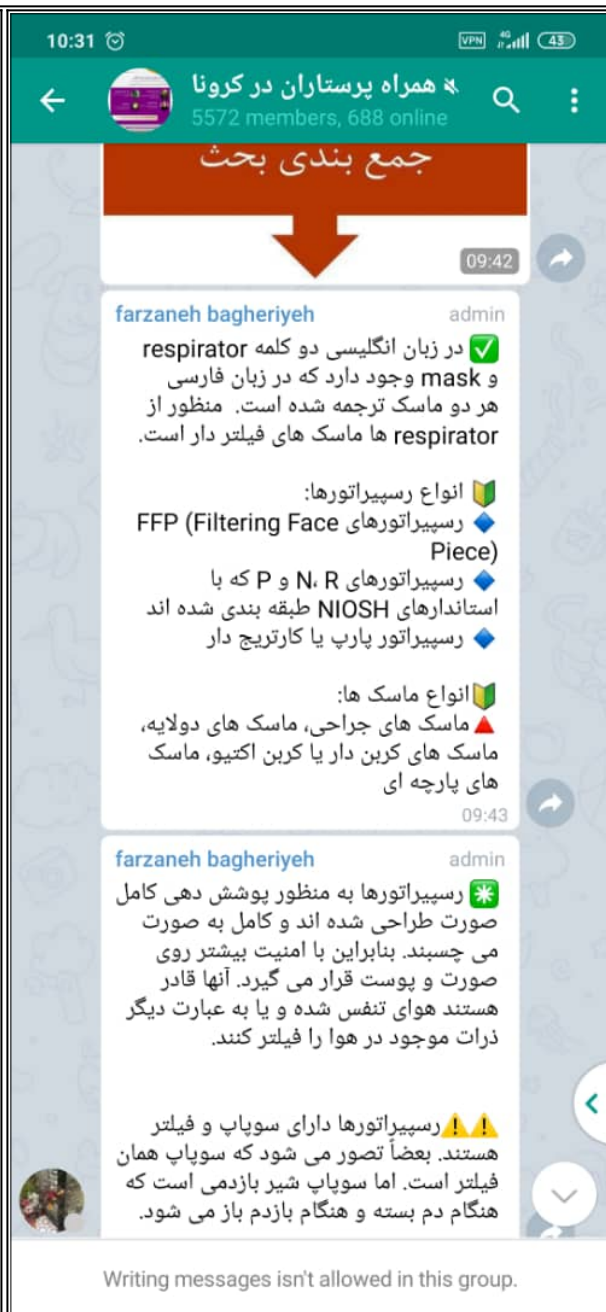 10:31
VPN 4G 43
همراه پرستاران در کرونا
5572 members, 688 online
جمع بندی بحث
09:42
farzaneh bagheriyeh admin
✅ در زبان انگلیسی دو کلمه respirator
و mask وجود دارد که در زبان فارسی
هر دو ماسک ترجمه شده است. منظور از
respirator ها ماسک های فیلتر دار است.
🔰 انواع رسپیراتورها:
🔹 رسپیراتورهای FFP (Filtering Face
Piece)
🔹 رسپیراتورهای N، R و P که با
استاندارهای NIOSH طبقه بندی شده اند
🔹 رسپیراتور پارپ یا کارتریج دار
🔰انواع ماسک ها:
🔺ماسک های جراحی، ماسک های دولایه،
ماسک های کربن دار یا کربن اکتیو، ماسک
های پارچه ای
09:43
farzaneh bagheriyeh admin
✳️ رسپیراتورها به منظور پوشش دهی کامل
صورت طراحی شده اند و کامل به صورت
می چسبند. بنابراین با امنیت بیشتر روی
صورت و پوست قرار می گیرد. آنها قادر
هستند هوای تنفس شده و یا به عبارت دیگر
ذرات موجود در هوا را فیلتر کنند.
⚠️⚠️رسپیراتورها دارای سوپاپ و فیلتر
هستند. بعضاً تصور می شود که سوپاپ همان
فیلتر است. اما سوپاپ شیر بازدمی است که
هنگام دم بسته و هنگام بازدم باز می شود.
Writing messages isn't allowed in this group.